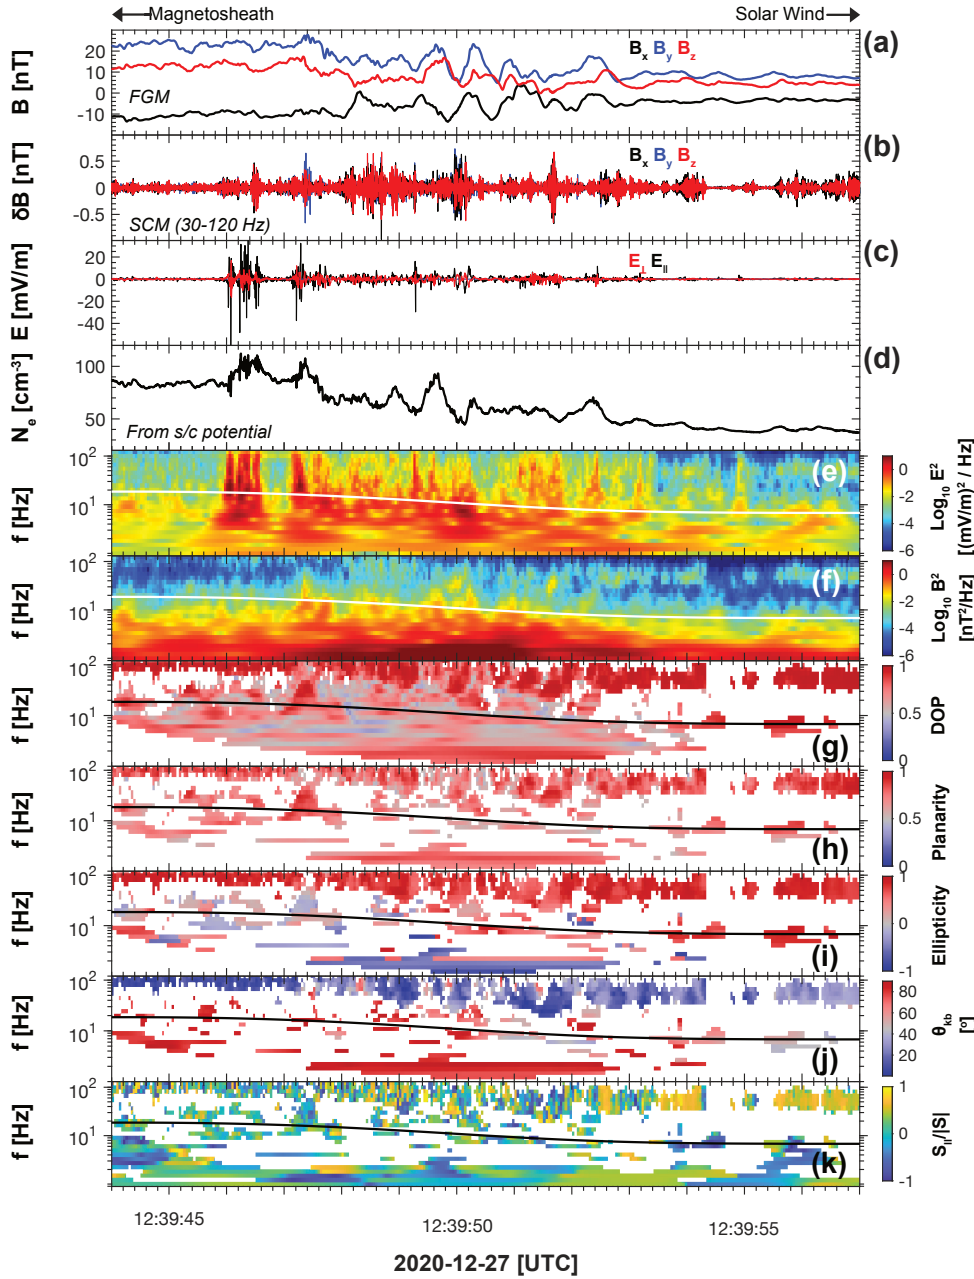 Magnetosheath Solar Wind
(a)
B [nT]
20
10
0
-10
Bx By Bz
FGM
(b)
δB [nT]
0.5
0
-0.5
Bx By Bz
SCM (30-120 Hz)
(c)
E [mV/m]
20
0
-20
-40
E⊥ E||
(d)
Ne [cm-3]
100
50
From s/c potential
(e)
f [Hz]
10²
10¹
0
-2
-4
-6
Log10 E²
[(mV/m)² / Hz]
(f)
f [Hz]
10²
10¹
0
-2
-4
-6
Log10 B²
[nT²/Hz]
(g)
f [Hz]
10²
10¹
1
0.5
0
DOP
(h)
f [Hz]
10²
10¹
1
0.5
0
Planarity
(i)
f [Hz]
10²
10¹
1
0
-1
Ellipticity
(j)
f [Hz]
10²
10¹
80
60
40
20
θkb
[°]
(k)
f [Hz]
10²
10¹
1
0
-1
S||/|S|
12:39:45 12:39:50 12:39:55
2020-12-27 [UTC]